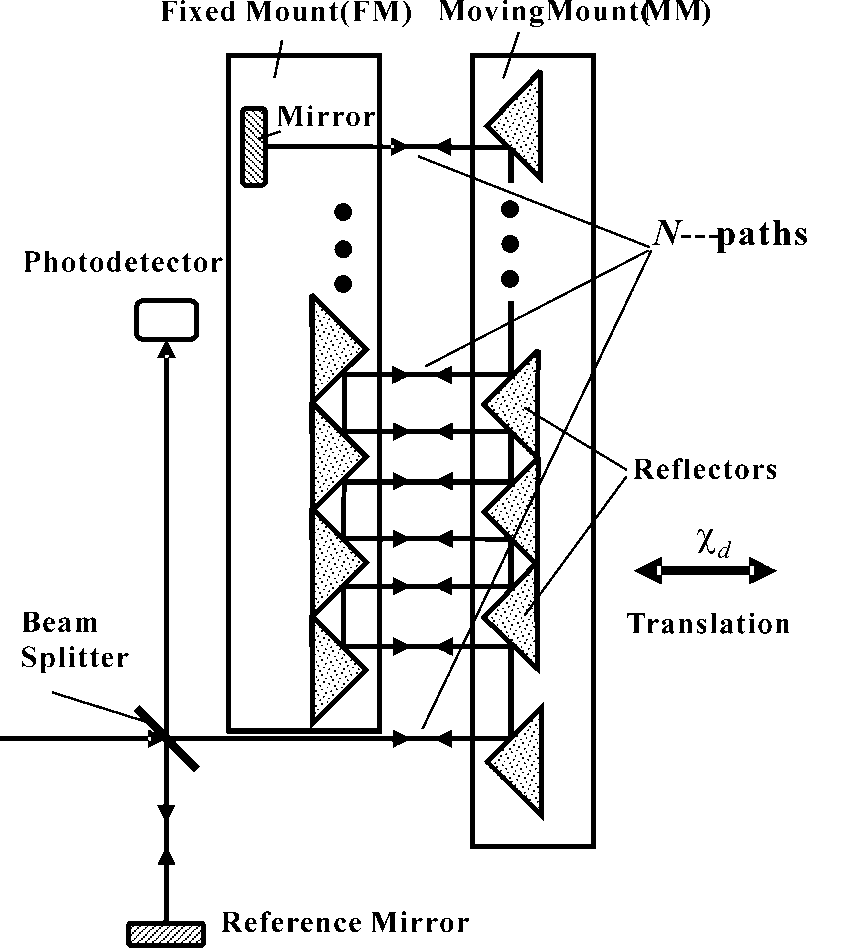 Fixed Mount(FM)
MovingMount(MM)
Mirror
N---paths
Photodetector
Reflectors
χd
Translation
Beam
Splitter
Reference Mirror